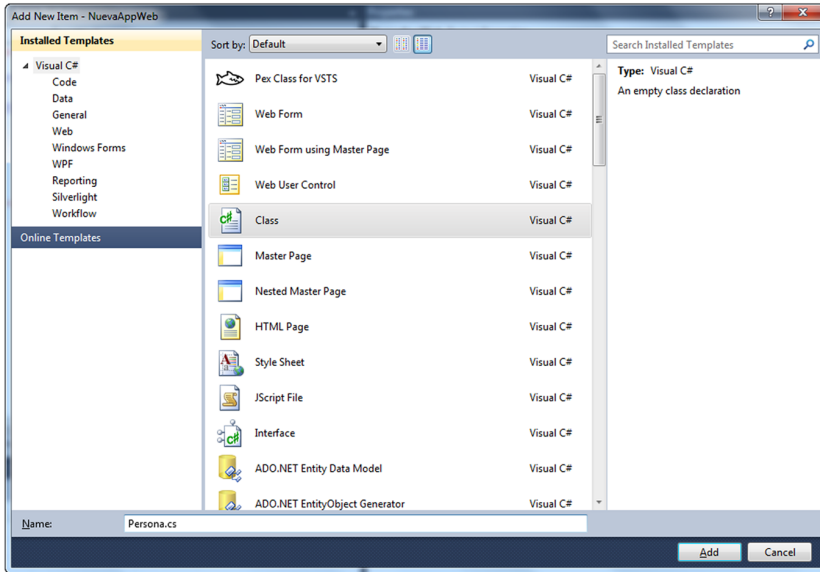 Add New Item - NuevaAppWeb
Installed Templates
Visual C#
Code
Data
General
Web
Windows Forms
WPF
Reporting
Silverlight
Workflow
Online Templates
Sort by: Default
Pex Class for VSTS Visual C#
Web Form Visual C#
Web Form using Master Page Visual C#
Web User Control Visual C#
Class Visual C#
Master Page Visual C#
Nested Master Page Visual C#
HTML Page Visual C#
Style Sheet Visual C#
JScript File Visual C#
Interface Visual C#
ADO.NET Entity Data Model Visual C#
ADO.NET EntityObject Generator Visual C#
Search Installed Templates
Type: Visual C#
An empty class declaration
Name: Persona.cs
Add Cancel